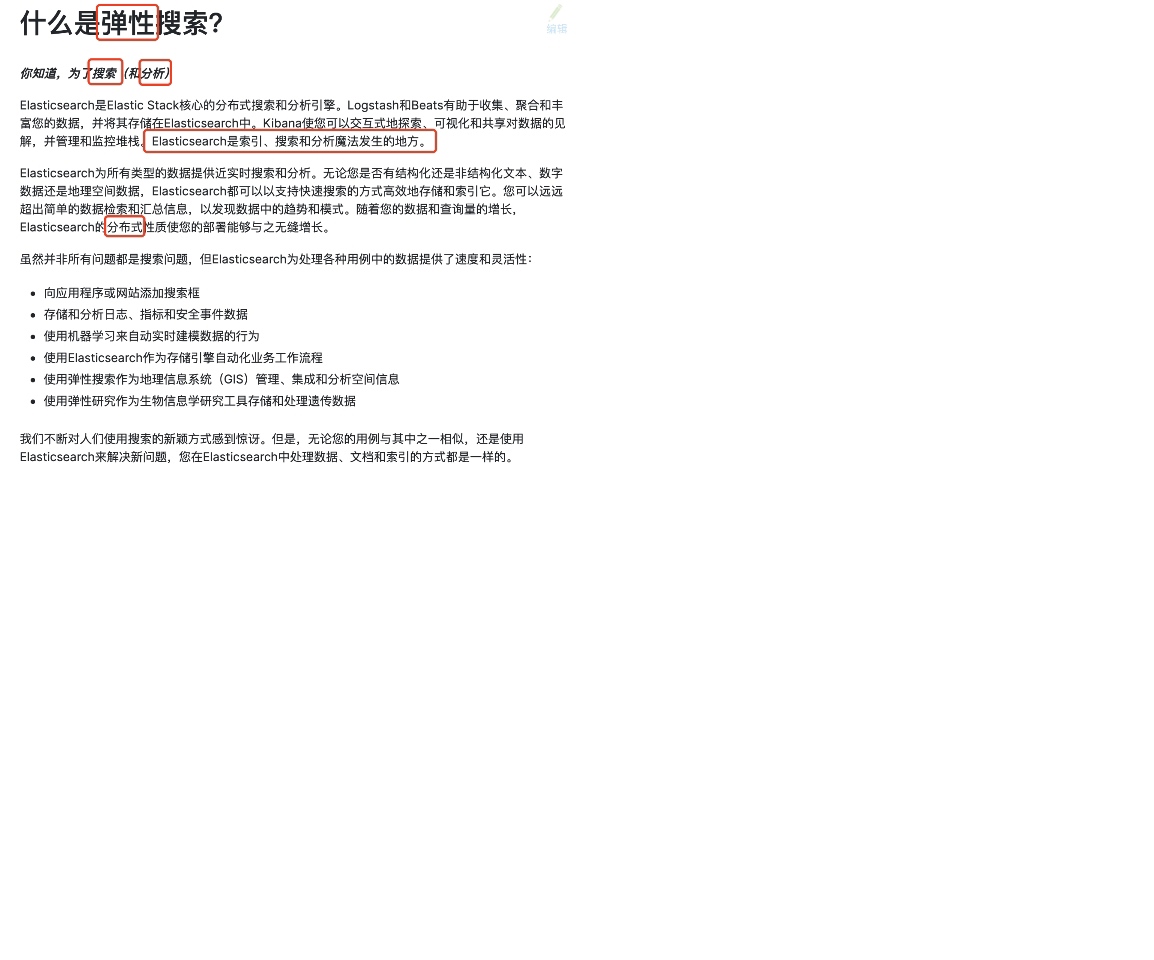 什么是弹性搜索?
编辑
你知道，为了搜索（和分析）
Elasticsearch是Elastic Stack核心的分布式搜索和分析引擎。Logstash和Beats有助于收集、聚合和丰
富您的数据，并将其存储在Elasticsearch中。Kibana使您可以交互式地探索、可视化和共享对数据的见
解，并管理和监控堆栈。Elasticsearch是索引、搜索和分析魔法发生的地方。
Elasticsearch为所有类型的数据提供近实时搜索和分析。无论您是否有结构化还是非结构化文本、数字
数据还是地理空间数据，Elasticsearch都可以以支持快速搜索的方式高效地存储和索引它。您可以远远
超出简单的数据检索和汇总信息，以发现数据中的趋势和模式。随着您的数据和查询量的增长，
Elasticsearch的分布式性质使您的部署能够与之无缝增长。
虽然并非所有问题都是搜索问题，但Elasticsearch为处理各种用例中的数据提供了速度和灵活性：
• 向应用程序或网站添加搜索框
• 存储和分析日志、指标和安全事件数据
• 使用机器学习来自动实时建模数据的行为
• 使用Elasticsearch作为存储引擎自动化业务工作流程
• 使用弹性搜索作为地理信息系统（GIS）管理、集成和分析空间信息
• 使用弹性研究作为生物信息学研究工具存储和处理遗传数据
我们不断对人们使用搜索的新颖方式感到惊讶。但是，无论您的用例与其中之一相似，还是使用
Elasticsearch来解决新问题，您在Elasticsearch中处理数据、文档和索引的方式都是一样的。